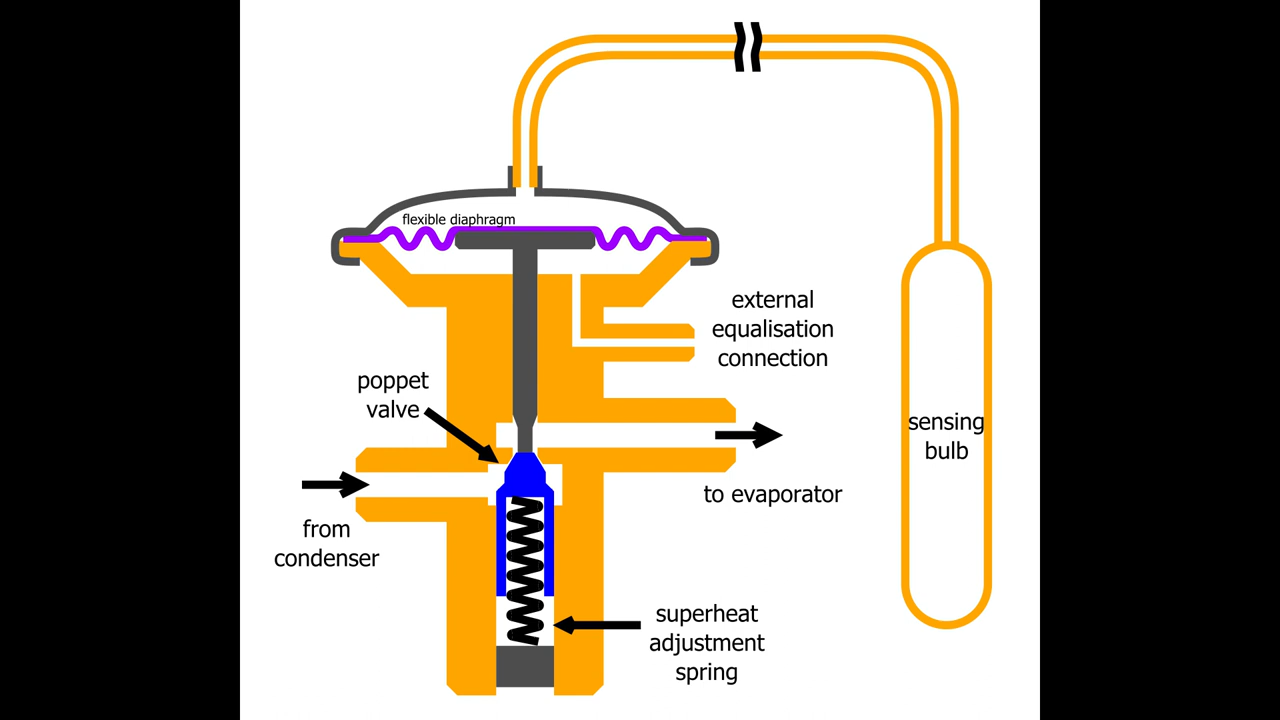 flexible diaphragm
external
equalisation
connection
poppet
valve
sensing
bulb
to evaporator
from
condenser
superheat
adjustment
spring